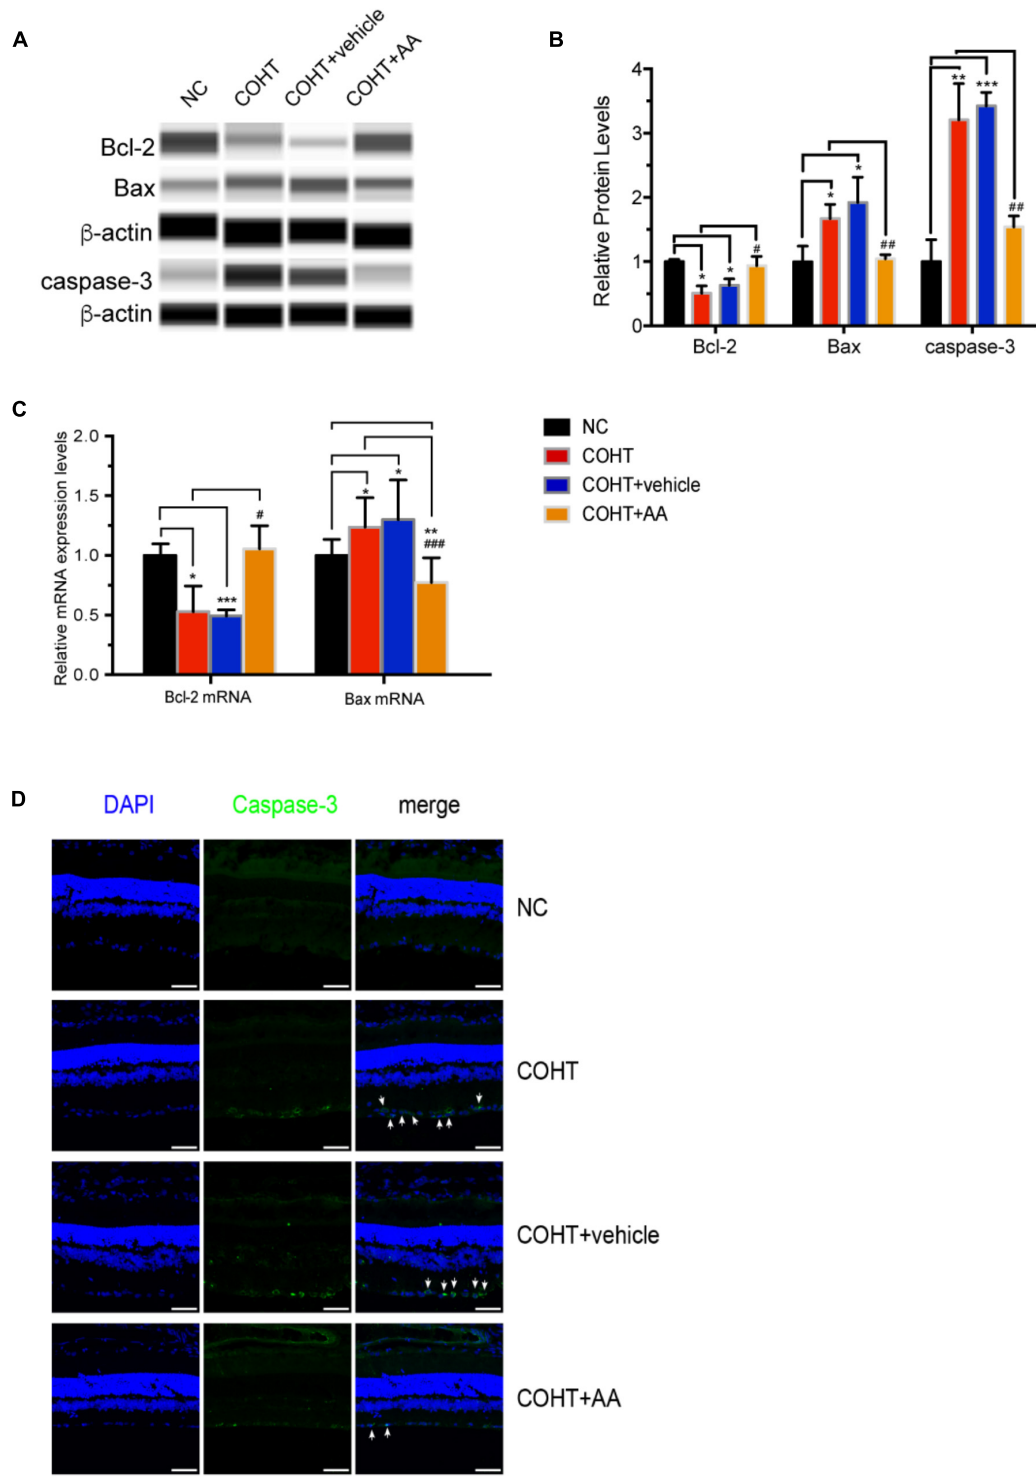 A
NC COHT COHT+vehicle COHT+AA
Bcl-2
Bax
β-actin
caspase-3
β-actin
B
Relative Protein Levels
4
3
2
1
0
* * #
* * ##
** *** ##
Bcl-2 Bax caspase-3
C
Relative mRNA expression levels
2.0
1.5
1.0
0.5
0.0
* *** #
* * **
###
Bcl-2 mRNA Bax mRNA
NC
COHT
COHT+vehicle
COHT+AA
D
DAPI Caspase-3 merge
NC
COHT
COHT+vehicle
COHT+AA